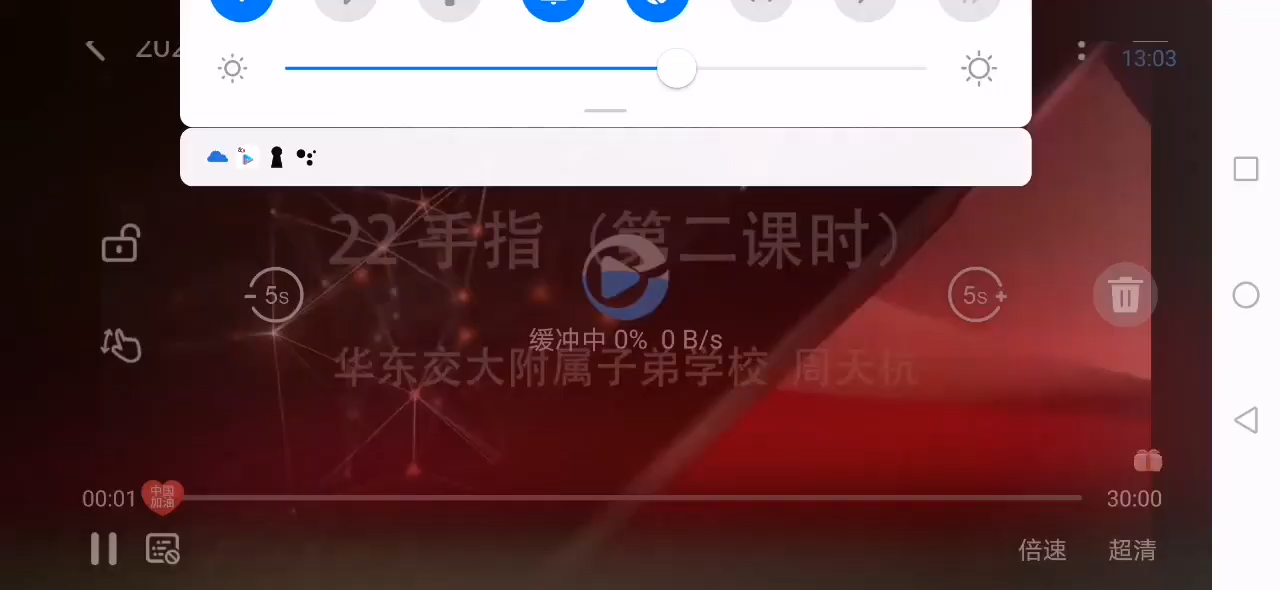 202
13:03
22 手指（第二课时）
- 5s
5s +
缓冲中 0% 0 B/s
华东交大附属子弟学校 周天杭
00:01
中国
加油
30:00
倍速
超清